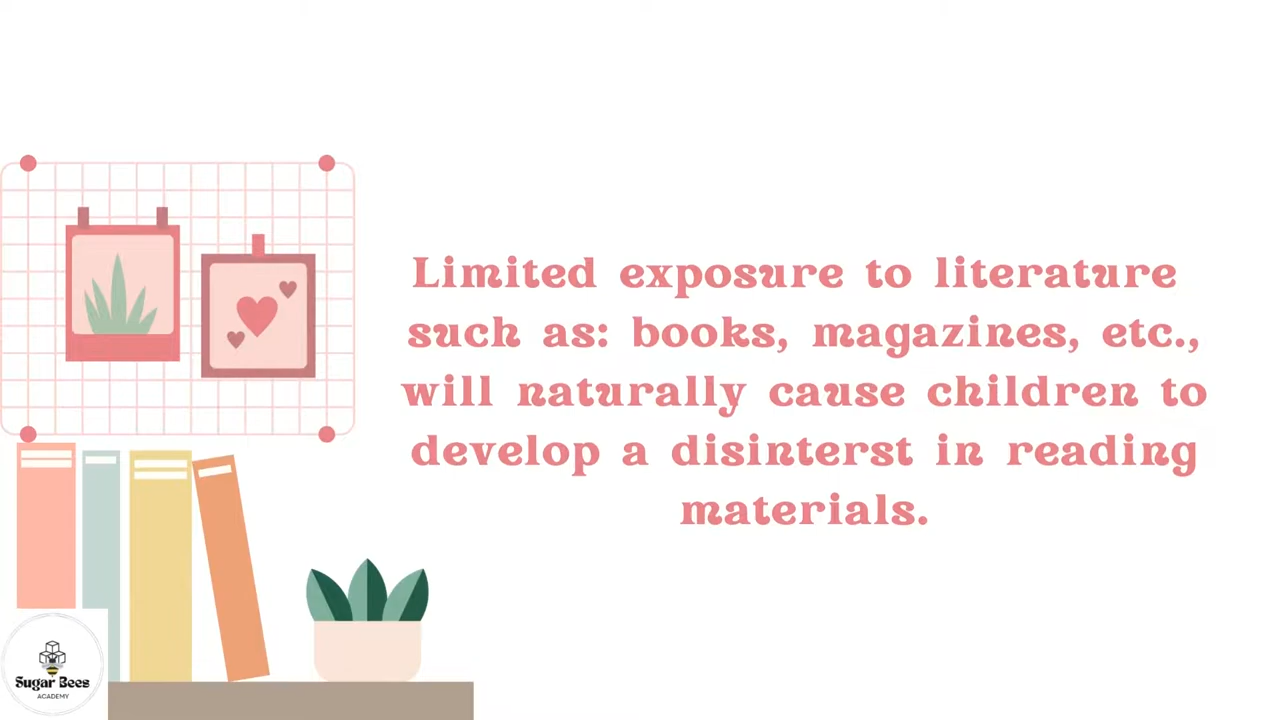 Limited exposure to literature
such as: books, magazines, etc.,
will naturally cause children to
develop a disinterst in reading
materials.
Sugar Bees
ACADEMY